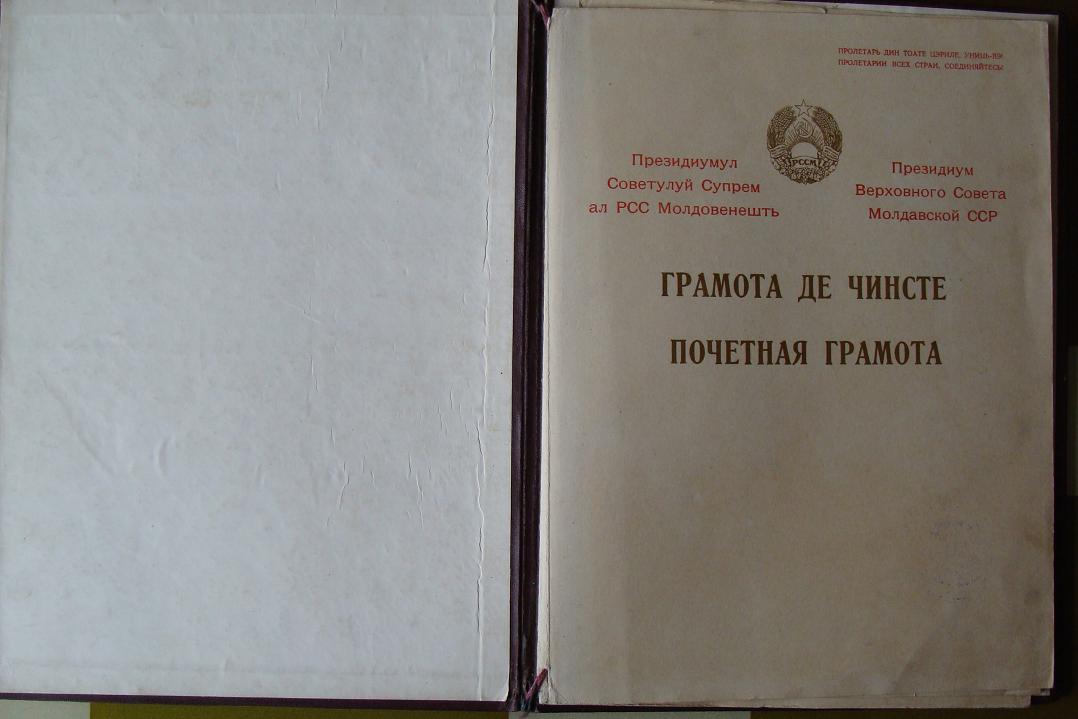 ПРОЛЕТАРЬ ДИН ТОАТЕ ЦЭРИЛЕ, УНИЦЬ-ВЭ!
ПРОЛЕТАРИИ ВСЕХ СТРАН, СОЕДИНЯЙТЕСЬ!
РССМ
Президиумул
Советулуй Супрем
ал РСС Молдовенешть
Президиум
Верховного Совета
Молдавской ССР
ГРАМОТА ДЕ ЧИНСТЕ
ПОЧЕТНАЯ ГРАМОТА